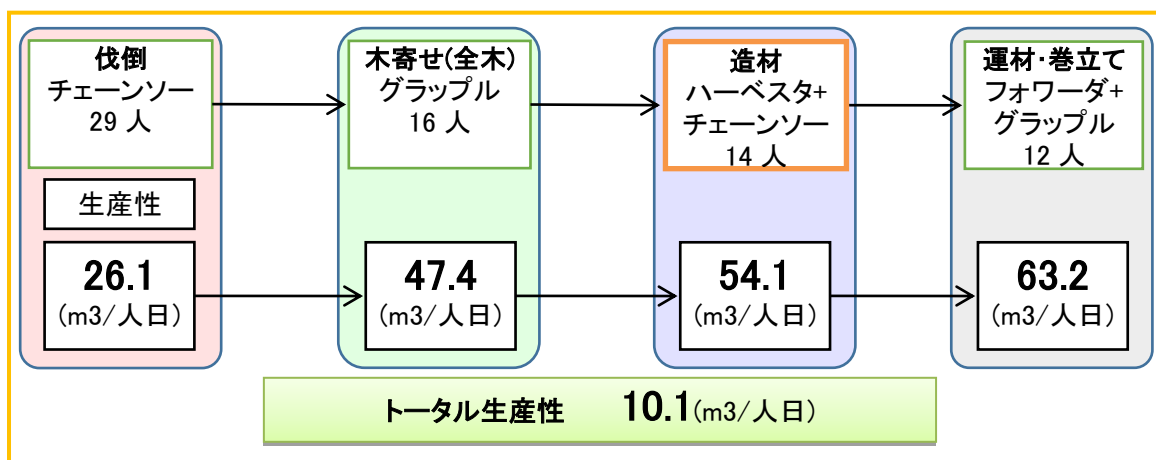 伐倒
チェーンソー
29 人
木寄せ(全木)
グラップル
16 人
造材
ハーベスタ+
チェーンソー
14 人
運材・巻立て
フォワーダ+
グラップル
12 人
生産性
26.1
(m3/人日)
47.4
(m3/人日)
54.1
(m3/人日)
63.2
(m3/人日)
トータル生産性 10.1(m3/人日)